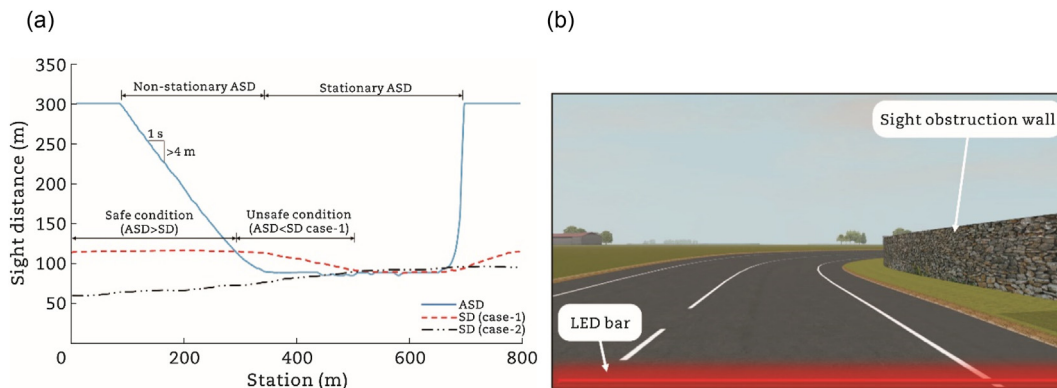 (a)
(b)
350
300
250
200
150
100
50
Sight distance (m)
Non-stationary ASD
Stationary ASD
1 s
>4 m
Safe condition
(ASD>SD)
Unsafe condition
(ASD<SD case-1)
ASD
SD (case-1)
SD (case-2)
0
200
400
600
800
Station (m)
Sight obstruction wall
LED bar